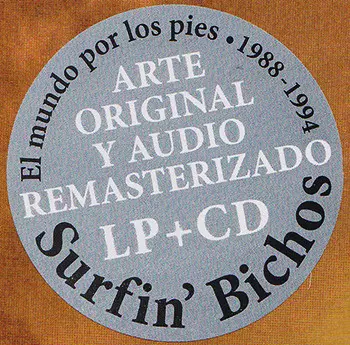 El mundo por los pies • 1988-1994
ARTE
ORIGINAL
Y AUDIO
REMASTERIZADO
LP+CD
Surfin' Bichos